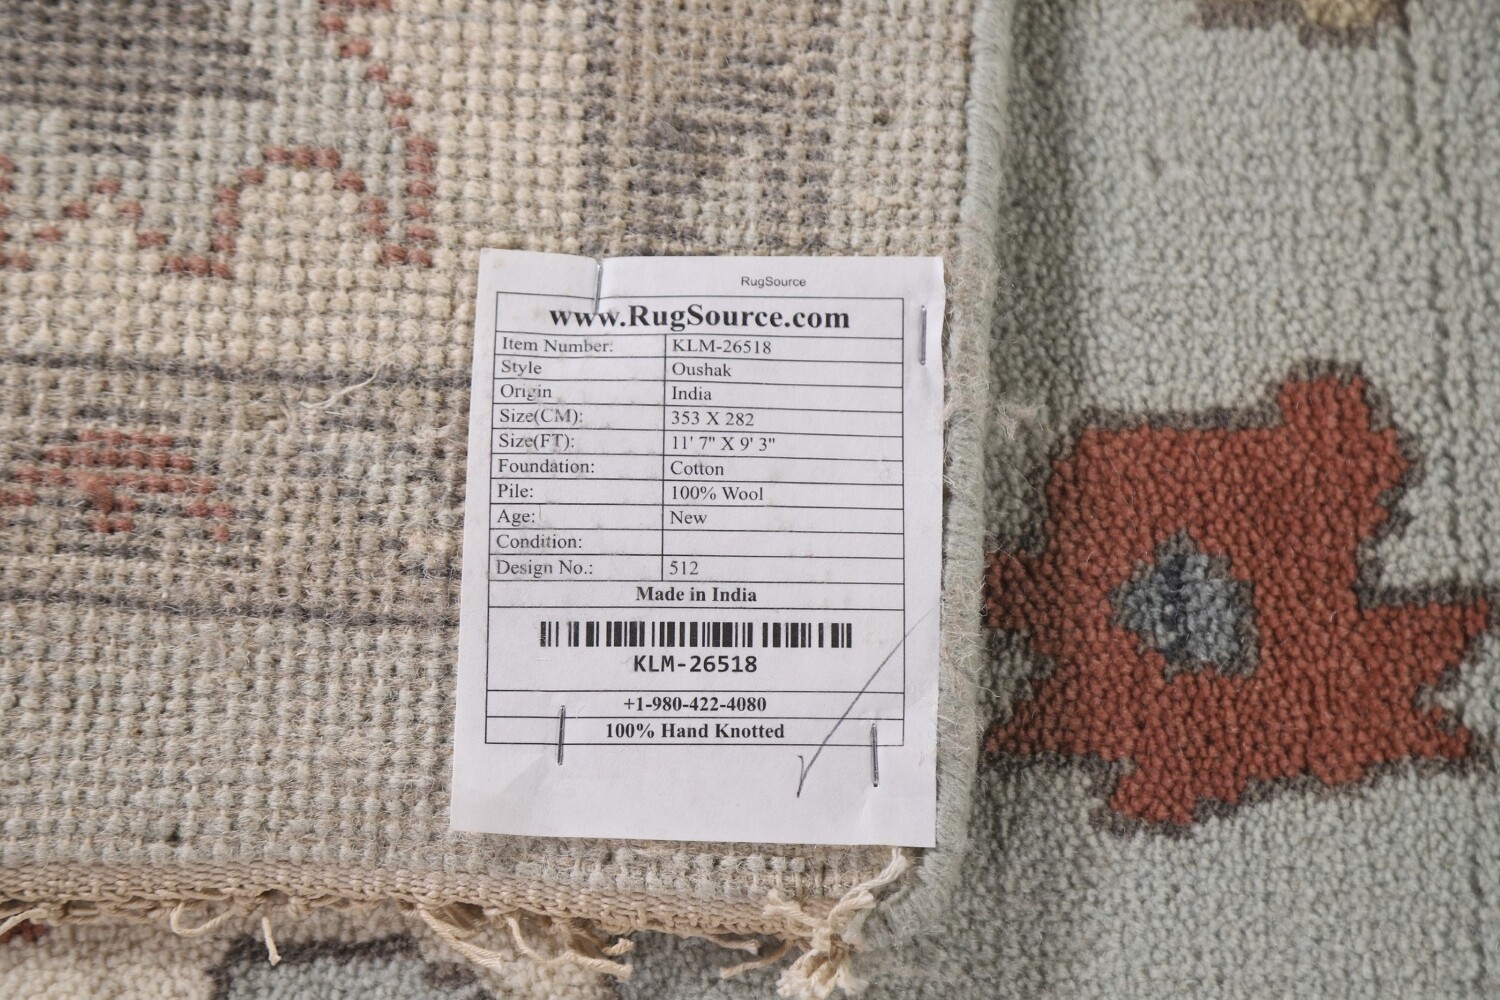 RugSource
www.RugSource.com
Item Number: KLM-26518
Style Oushak
Origin India
Size(CM): 353 X 282
Size(FT): 11' 7" X 9' 3"
Foundation: Cotton
Pile: 100% Wool
Age: New
Condition:
Design No.: 512
Made in India
KLM-26518
+1-980-422-4080
100% Hand Knotted